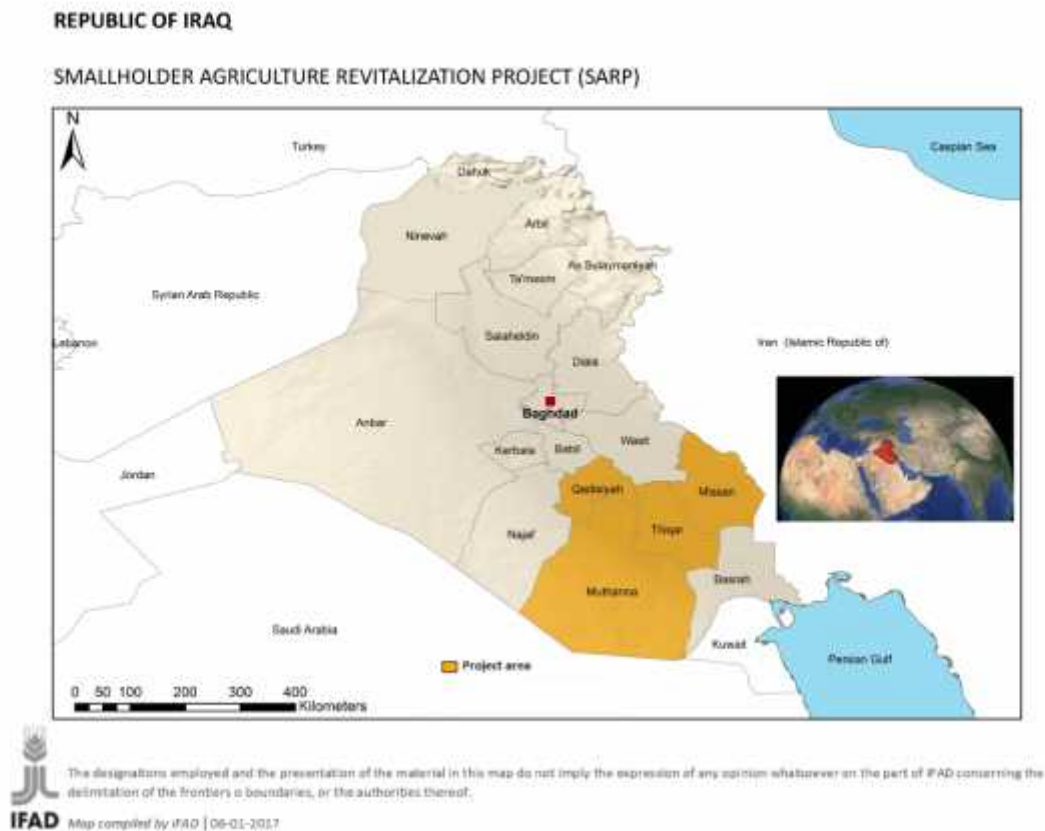 REPUBLIC OF IRAQ
SMALLHOLDER AGRICULTURE REVITALIZATION PROJECT (SARP)
N
Turkey
Caspian Sea
Dahuk
Arbil
Ninevah
As Sulaymaniyah
Ta'meem
Syrian Arab Republic
Salaheldin
Lebanon
Iran (Islamic Republic of)
Diala
Baghdad
Anbar
Wasit
Kerbala
Babil
Jordan
Qadisiyah
Missan
Najaf
Thiqar
Basrah
Muthanna
Saudi Arabia
Kuwait
Persian Gulf
Project area
0 50 100 200 300 400
Kilometers
The designations employed and the presentation of the material in this map do not imply the expression of any opinion whatsoever on the part of IFAD concerning the
delimitation of the frontiers o boundaries, or the authorities thereof.
IFAD Map compiled by IFAD | 06-01-2017